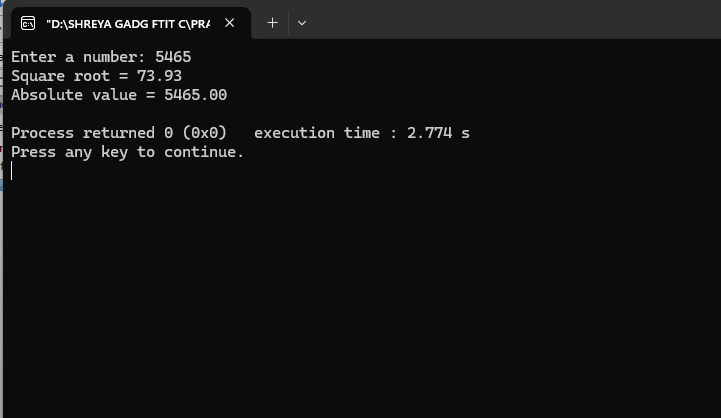 "D:\SHREYA GADG FTIT C\PRA
Enter a number: 5465
Square root = 73.93
Absolute value = 5465.00
Process returned 0 (0x0)   execution time : 2.774 s
Press any key to continue.